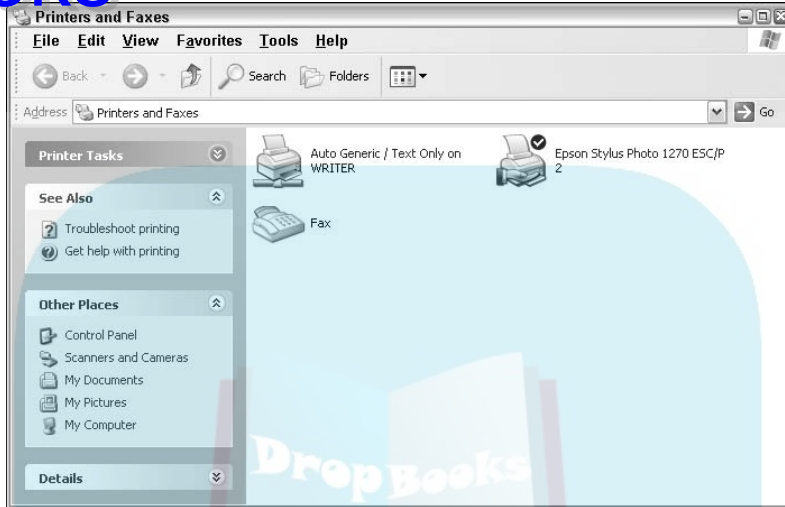 Printers and Faxes
File Edit View Favorites Tools Help
Back Search Folders
Address Printers and Faxes Go
Printer Tasks
See Also
Troubleshoot printing
Get help with printing
Other Places
Control Panel
Scanners and Cameras
My Documents
My Pictures
My Computer
Details
Auto Generic / Text Only on
WRITER
Epson Stylus Photo 1270 ESC/P
2
Fax
DropBooks